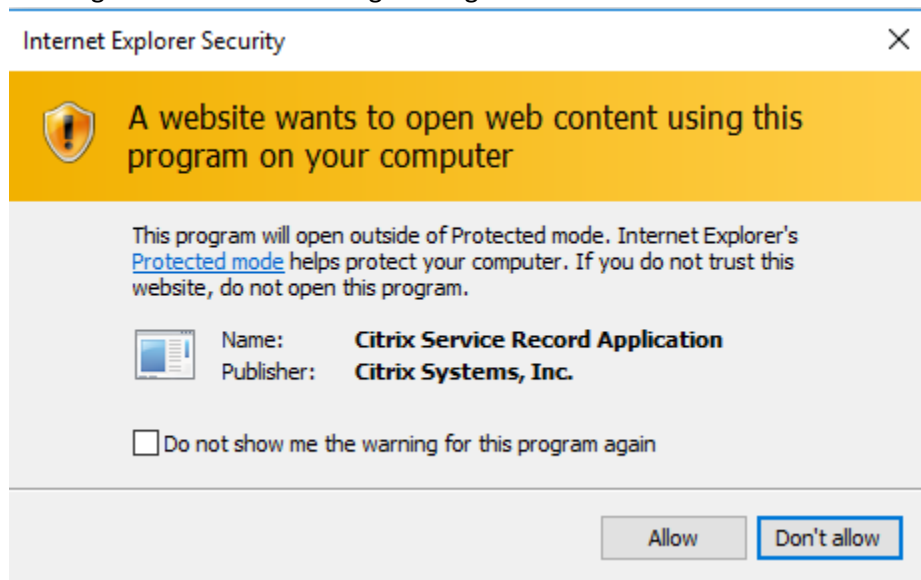 Internet Explorer Security
A website wants to open web content using this
program on your computer
This program will open outside of Protected mode. Internet Explorer's
Protected mode helps protect your computer. If you do not trust this
website, do not open this program.
Name: Citrix Service Record Application
Publisher: Citrix Systems, Inc.
Do not show me the warning for this program again
Allow Don't allow